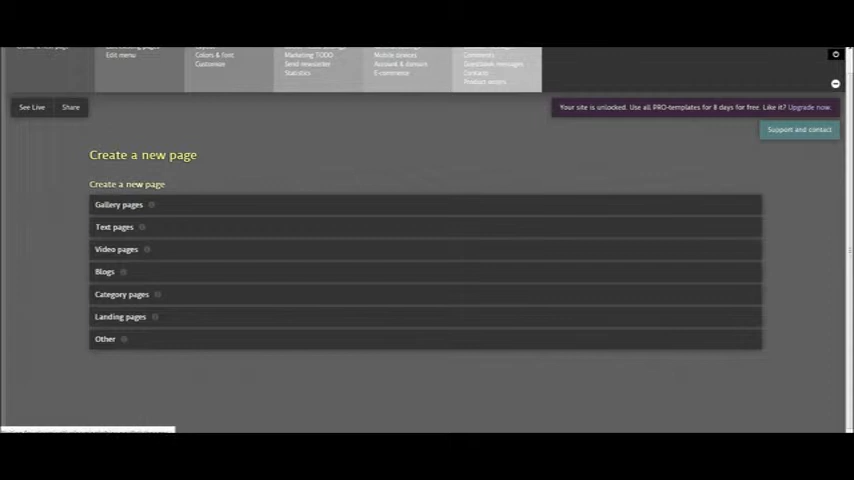 Edit menu
Colors & font
Customize
Marketing TODO
Send newsletter
Statistics
Mobile devices
Account & domain
E-commerce
Comments
Guestbook messages
Contacts
Product orders
See Live
Share
Your site is unlocked. Use all PRO-templates for 8 days for free. Like it? Upgrade now.
Support and contact
Create a new page
Create a new page
Gallery pages
Text pages
Video pages
Blogs
Category pages
Landing pages
Other